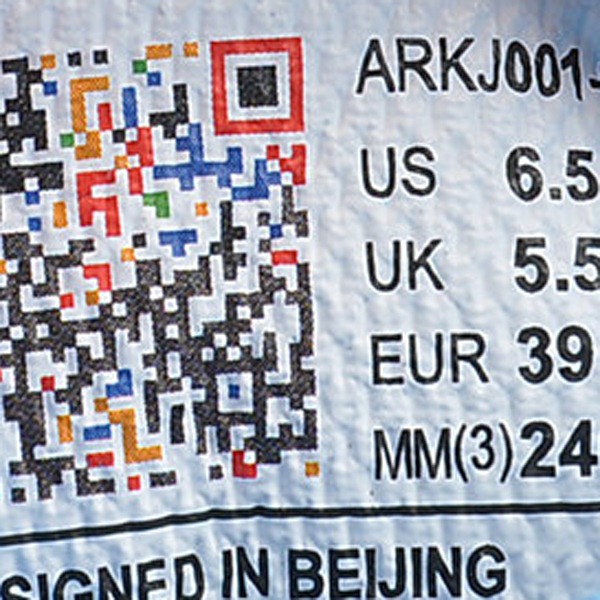 ARKJ001-
US 6.5
UK 5.5
EUR 39
MM(3) 24
SIGNED IN BEIJING